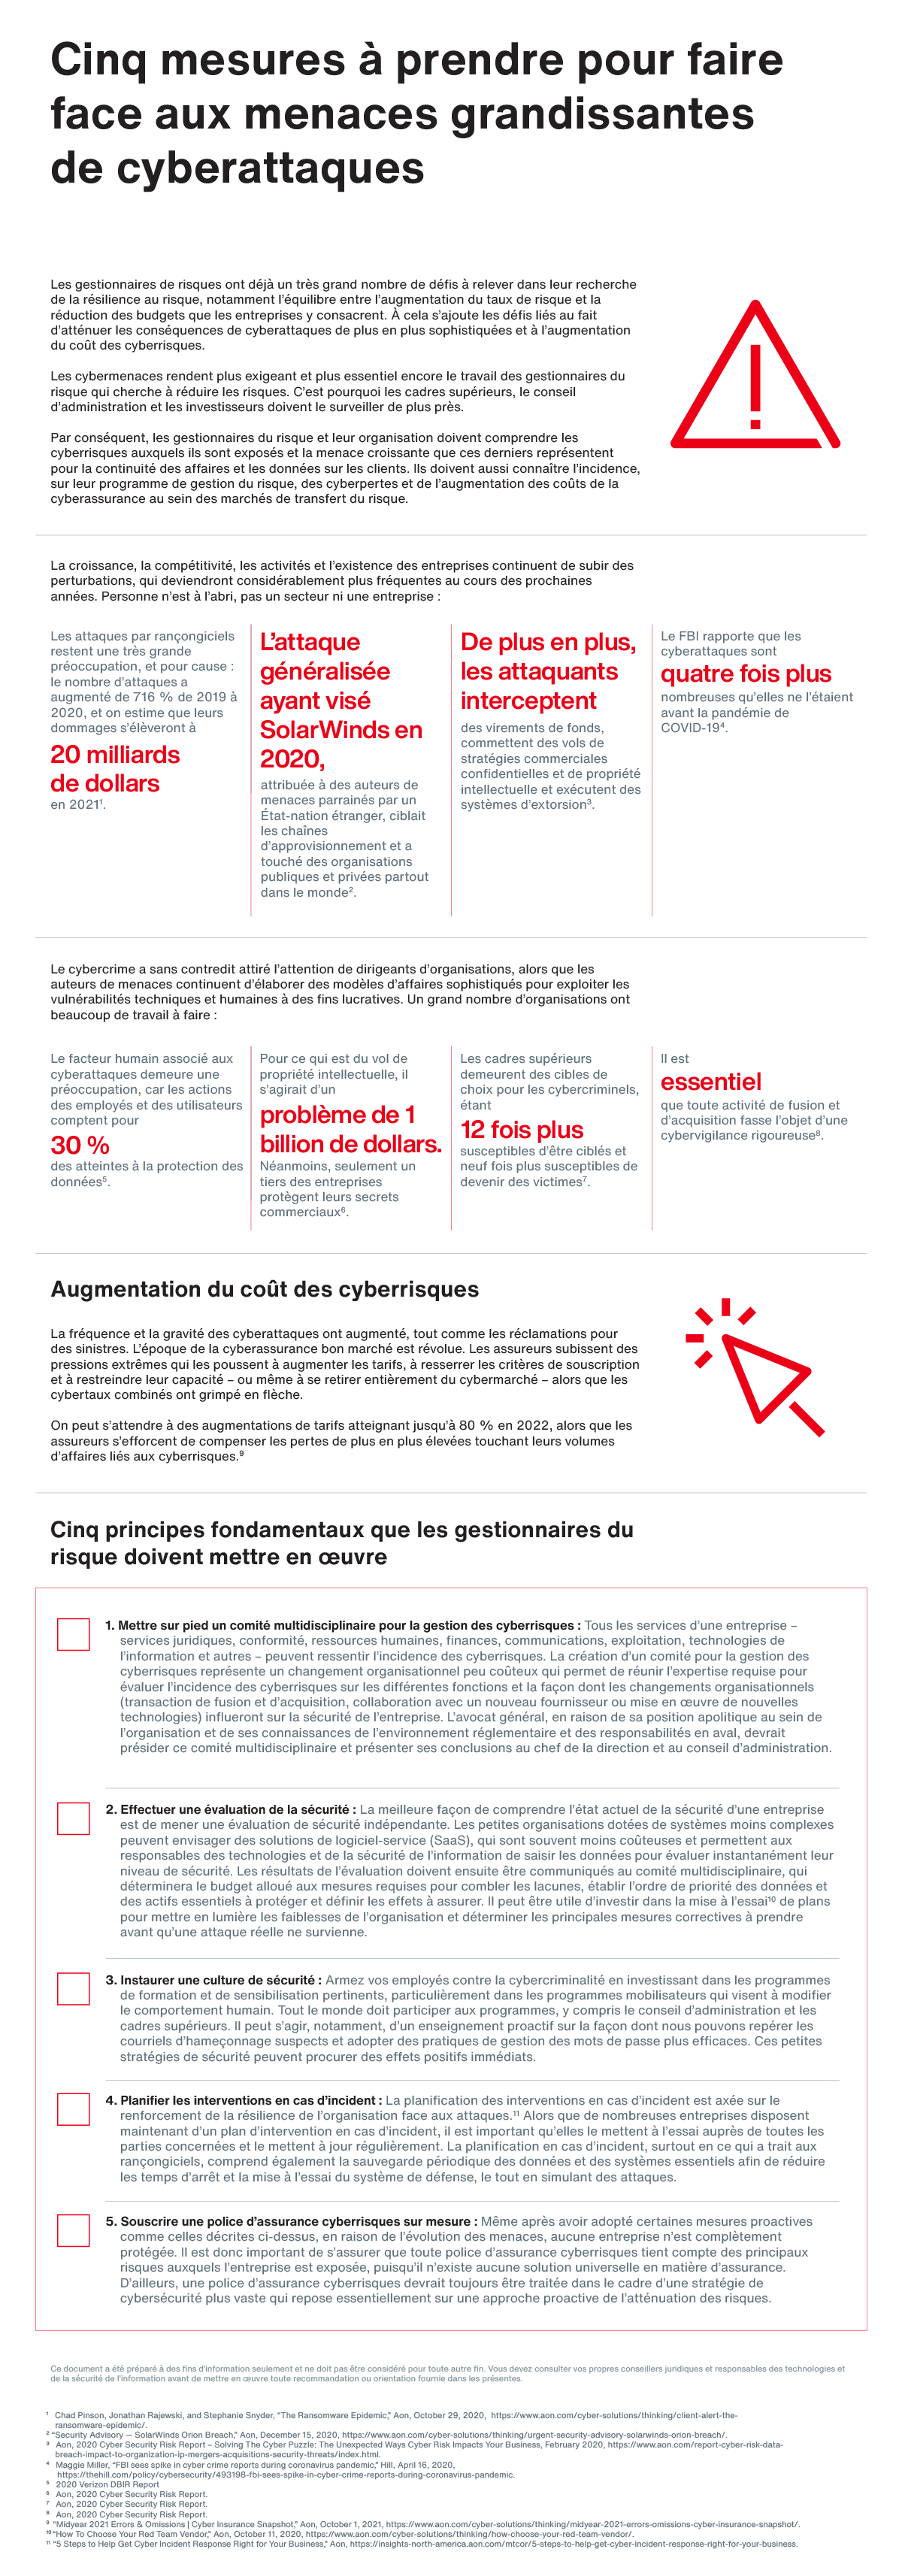 Cinq mesures à prendre pour faire
face aux menaces grandissantes
de cyberattaques
Les gestionnaires de risques ont déjà un très grand nombre de défis à relever dans leur recherche
de la résilience au risque, notamment l'équilibre entre l'augmentation du taux de risque et la
réduction des budgets que les entreprises y consacrent. À cela s'ajoute les défis liés au fait
d'atténuer les conséquences de cyberattaques de plus en plus sophistiquées et à l'augmentation
du coût des cyberrisques.
Les cybermenaces rendent plus exigeant et plus essentiel encore le travail des gestionnaires du
risque qui cherche à réduire les risques. C'est pourquoi les cadres supérieurs, le conseil
d'administration et les investisseurs doivent le surveiller de plus près.
Par conséquent, les gestionnaires du risque et leur organisation doivent comprendre les
cyberrisques auxquels ils sont exposés et la menace croissante que ces derniers représentent
pour la continuité des affaires et les données sur les clients. Ils doivent aussi connaître l'incidence,
sur leur programme de gestion du risque, des cyberpertes et de l'augmentation des coûts de la
cyberassurance au sein des marchés de transfert du risque.
La croissance, la compétitivité, les activités et l'existence des entreprises continuent de subir des
perturbations, qui deviendront considérablement plus fréquentes au cours des prochaines
années. Personne n'est à l'abri, pas un secteur ni une entreprise :
Les attaques par rançongiciels
restent une très grande
préoccupation, et pour cause :
le nombre d'attaques a
augmenté de 716 % de 2019 à
2020, et on estime que leurs
dommages s'élèveront à
20 milliards
de dollars
en 2021¹.
L'attaque
généralisée
ayant visé
SolarWinds en
2020,
attribuée à des auteurs de
menaces parrainés par un
État-nation étranger, ciblait
les chaînes
d'approvisionnement et a
touché des organisations
publiques et privées partout
dans le monde².
De plus en plus,
les attaquants
interceptent
des virements de fonds,
commettent des vols de
stratégies commerciales
confidentielles et de propriété
intellectuelle et exécutent des
systèmes d'extorsion³.
Le FBI rapporte que les
cyberattaques sont
quatre fois plus
nombreuses qu'elles ne l'étaient
avant la pandémie de
COVID-19⁴.
Le cybercrime a sans contredit attiré l'attention de dirigeants d'organisations, alors que les
auteurs de menaces continuent d'élaborer des modèles d'affaires sophistiqués pour exploiter les
vulnérabilités techniques et humaines à des fins lucratives. Un grand nombre d'organisations ont
beaucoup de travail à faire :
Le facteur humain associé aux
cyberattaques demeure une
préoccupation, car les actions
des employés et des utilisateurs
comptent pour
30 %
des atteintes à la protection des
données⁵.
Pour ce qui est du vol de
propriété intellectuelle, il
s'agirait d'un
problème de 1
billion de dollars.
Néanmoins, seulement un
tiers des entreprises
protègent leurs secrets
commerciaux⁶.
Les cadres supérieurs
demeurent des cibles de
choix pour les cybercriminels,
étant
12 fois plus
susceptibles d'être ciblés et
neuf fois plus susceptibles de
devenir des victimes⁷.
Il est
essentiel
que toute activité de fusion et
d'acquisition fasse l'objet d'une
cybervigilance rigoureuse⁸.
Augmentation du coût des cyberrisques
La fréquence et la gravité des cyberattaques ont augmenté, tout comme les réclamations pour
des sinistres. L'époque de la cyberassurance bon marché est révolue. Les assureurs subissent des
pressions extrêmes qui les poussent à augmenter les tarifs, à resserrer les critères de souscription
et à restreindre leur capacité – ou même à se retirer entièrement du cybermarché – alors que les
cybertaux combinés ont grimpé en flèche.
On peut s'attendre à des augmentations de tarifs atteignant jusqu'à 80 % en 2022, alors que les
assureurs s'efforcent de compenser les pertes de plus en plus élevées touchant leurs volumes
d'affaires liés aux cyberrisques.⁹
Cinq principes fondamentaux que les gestionnaires du
risque doivent mettre en œuvre
1. Mettre sur pied un comité multidisciplinaire pour la gestion des cyberrisques : Tous les services d'une entreprise –
services juridiques, conformité, ressources humaines, finances, communications, exploitation, technologies de
l'information et autres – peuvent ressentir l'incidence des cyberrisques. La création d'un comité pour la gestion des
cyberrisques représente un changement organisationnel peu coûteux qui permet de réunir l'expertise requise pour
évaluer l'incidence des cyberrisques sur les différentes fonctions et la façon dont les changements organisationnels
(transaction de fusion et d'acquisition, collaboration avec un nouveau fournisseur ou mise en œuvre de nouvelles
technologies) influeront sur la sécurité de l'entreprise. L'avocat général, en raison de sa position apolitique au sein de
l'organisation et de ses connaissances de l'environnement réglementaire et des responsabilités en aval, devrait
présider ce comité multidisciplinaire et présenter ses conclusions au chef de la direction et au conseil d'administration.
2. Effectuer une évaluation de la sécurité : La meilleure façon de comprendre l'état actuel de la sécurité d'une entreprise
est de mener une évaluation de sécurité indépendante. Les petites organisations dotées de systèmes moins complexes
peuvent envisager des solutions de logiciel-service (SaaS), qui sont souvent moins coûteuses et permettent aux
responsables des technologies et de la sécurité de l'information de saisir les données pour évaluer instantanément leur
niveau de sécurité. Les résultats de l'évaluation doivent ensuite être communiqués au comité multidisciplinaire, qui
déterminera le budget alloué aux mesures requises pour combler les lacunes, établir l'ordre de priorité des données et
des actifs essentiels à protéger et définir les effets à assurer. Il peut être utile d'investir dans la mise à l'essai¹⁰ de plans
pour mettre en lumière les faiblesses de l'organisation et déterminer les principales mesures correctives à prendre
avant qu'une attaque réelle ne survienne.
3. Instaurer une culture de sécurité : Armez vos employés contre la cybercriminalité en investissant dans les programmes
de formation et de sensibilisation pertinents, particulièrement dans les programmes mobilisateurs qui visent à modifier
le comportement humain. Tout le monde doit participer aux programmes, y compris le conseil d'administration et les
cadres supérieurs. Il peut s'agir, notamment, d'un enseignement proactif sur la façon dont nous pouvons repérer les
courriels d'hameçonnage suspects et adopter des pratiques de gestion des mots de passe plus efficaces. Ces petites
stratégies de sécurité peuvent procurer des effets positifs immédiats.
4. Planifier les interventions en cas d'incident : La planification des interventions en cas d'incident est axée sur le
renforcement de la résilience de l'organisation face aux attaques.¹¹ Alors que de nombreuses entreprises disposent
maintenant d'un plan d'intervention en cas d'incident, il est important qu'elles le mettent à l'essai auprès de toutes les
parties concernées et le mettent à jour régulièrement. La planification en cas d'incident, surtout en ce qui a trait aux
rançongiciels, comprend également la sauvegarde périodique des données et des systèmes essentiels afin de réduire
les temps d'arrêt et la mise à l'essai du système de défense, le tout en simulant des attaques.
5. Souscrire une police d'assurance cyberrisques sur mesure : Même après avoir adopté certaines mesures proactives
comme celles décrites ci-dessus, en raison de l'évolution des menaces, aucune entreprise n'est complètement
protégée. Il est donc important de s'assurer que toute police d'assurance cyberrisques tient compte des principaux
risques auxquels l'entreprise est exposée, puisqu'il n'existe aucune solution universelle en matière d'assurance.
D'ailleurs, une police d'assurance cyberrisques devrait toujours être traitée dans le cadre d'une stratégie de
cybersécurité plus vaste qui repose essentiellement sur une approche proactive de l'atténuation des risques.
Ce document a été préparé à des fins d'information seulement et ne doit pas être considéré pour toute autre fin. Vous devez consulter vos propres conseillers juridiques et responsables des technologies et
de la sécurité de l'information avant de mettre en œuvre toute recommandation ou orientation fournie dans les présentes.
¹ Chad Pinson, Jonathan Rajewski, and Stephanie Snyder, "The Ransomware Epidemic," Aon, October 29, 2020, https://www.aon.com/cyber-solutions/thinking/client-alert-the-
ransomware-epidemic/.
² "Security Advisory — SolarWinds Orion Breach," Aon, December 15, 2020, https://www.aon.com/cyber-solutions/thinking/urgent-security-advisory-solarwinds-orion-breach/.
³ Aon, 2020 Cyber Security Risk Report – Solving The Cyber Puzzle: The Unexpected Ways Cyber Risk Impacts Your Business, February 2020, https://www.aon.com/report-cyber-risk-data-
breach-impact-to-organization-ip-mergers-acquisitions-security-threats/index.html.
⁴ Maggie Miller, "FBI sees spike in cyber crime reports during coronavirus pandemic," Hill, April 16, 2020,
https://thehill.com/policy/cybersecurity/493198-fbi-sees-spike-in-cyber-crime-reports-during-coronavirus-pandemic.
⁵ 2020 Verizon DBIR Report
⁶ Aon, 2020 Cyber Security Risk Report.
⁷ Aon, 2020 Cyber Security Risk Report.
⁸ Aon, 2020 Cyber Security Risk Report.
⁹ "Midyear 2021 Errors & Omissions | Cyber Insurance Snapshot," Aon, October 1, 2021, https://www.aon.com/cyber-solutions/thinking/midyear-2021-errors-omissions-cyber-insurance-snapshot/.
¹⁰ "How To Choose Your Red Team Vendor," Aon, October 11, 2020, https://www.aon.com/cyber-solutions/thinking/how-choose-your-red-team-vendor/.
¹¹ "5 Steps to Help Get Cyber Incident Response Right for Your Business," Aon, https://insights-north-america.aon.com/mtcor/5-steps-to-help-get-cyber-incident-response-right-for-your-business.